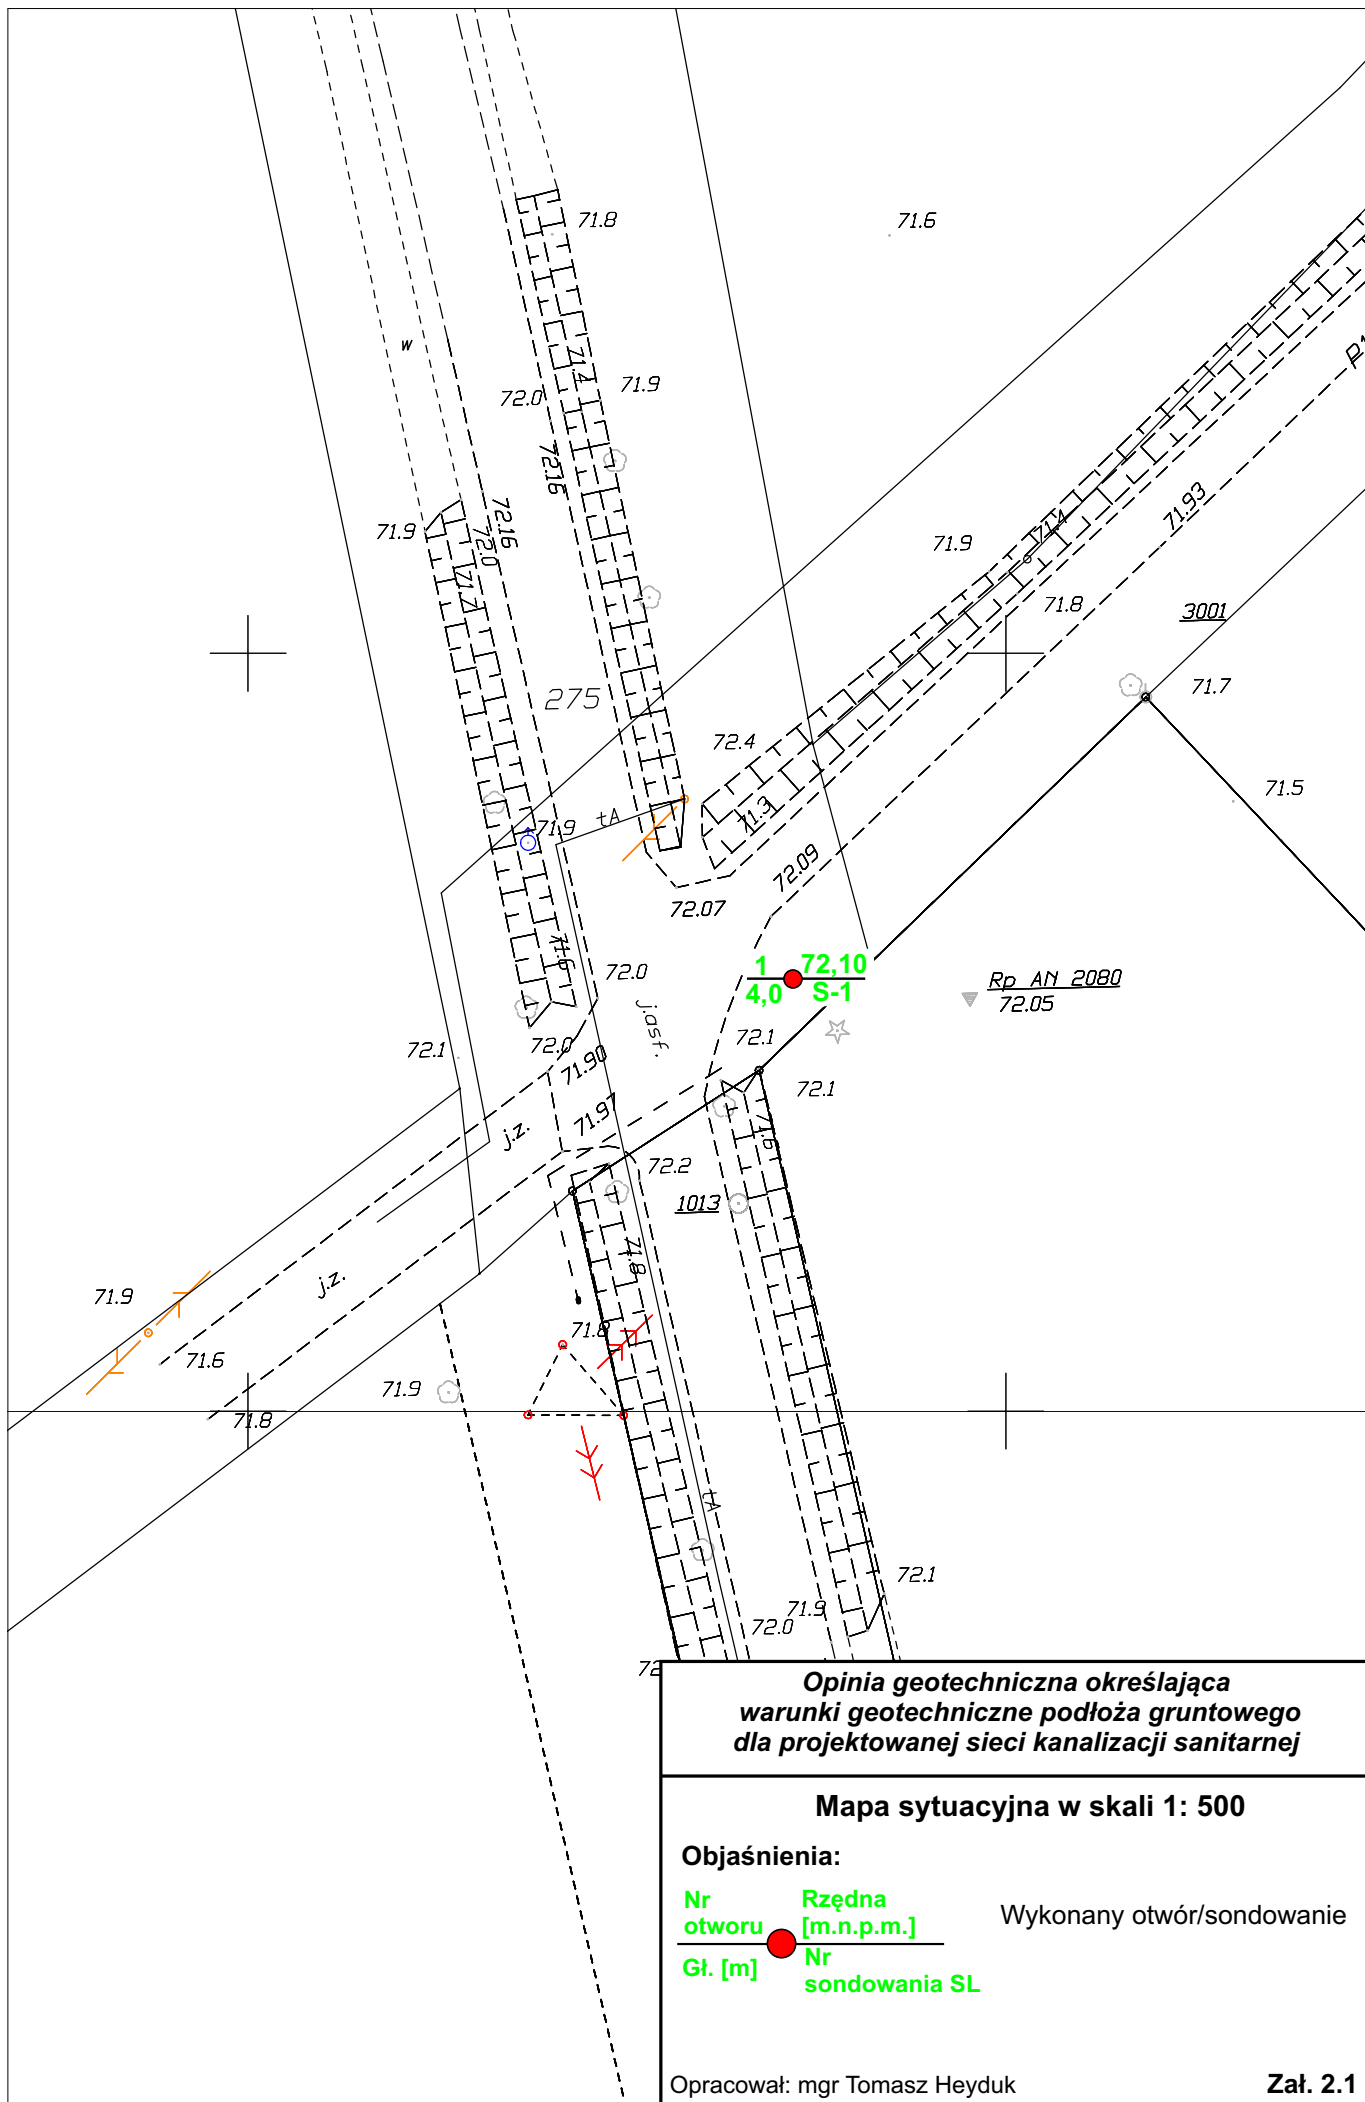 71.8
71.6
w
71.4
71.9
72.0
72.16
72.16
71.9
72.0
71.7
71.93
71.9
71.4
71.8
3001
71.7
275
72.4
71.5
tA
71.9
71.3
72.09
72.07
71.6
72.0
1 72,10
4,0 S-1
Rp AN 2080
72.05
j.asf.
72.1
72.0
72.1
71.90
72.1
71.97
j.z.
71.6
72.2
1013
71.8
j.z.
71.9
71.8
71.6
71.9
71.8
tA
72.1
71.9
72.0
72
Opinia geotechniczna określająca
warunki geotechniczne podłoża gruntowego
dla projektowanej sieci kanalizacji sanitarnej
Mapa sytuacyjna w skali 1: 500
Objaśnienia:
Nr Rzędna
otworu [m.n.p.m.]
Wykonany otwór/sondowanie
Gł. [m] Nr
sondowania SL
Opracował: mgr Tomasz Heyduk Zał. 2.1